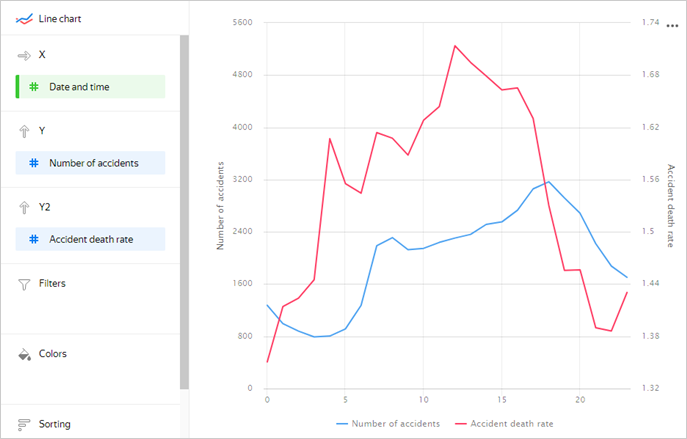 Line chart
X
# Date and time
Y
# Number of accidents
Y2
# Accident death rate
Filters
Colors
Sorting
5600
4800
4000
3200
2400
1600
800
0
Number of accidents
1.74
1.68
1.62
1.56
1.5
1.44
1.38
1.32
Accident death rate
0 5 10 15 20
Number of accidents Accident death rate